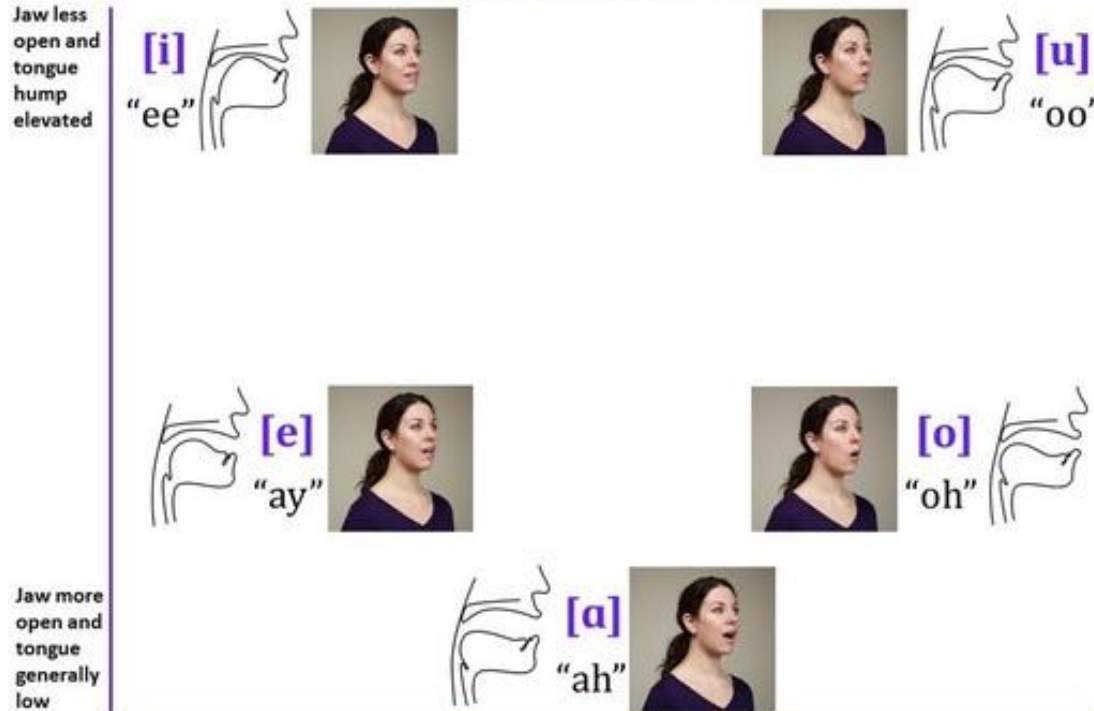 Jaw less
open and
tongue
hump
elevated
[i]
“ee”
[u]
“oo”
[e]
“ay”
[o]
“oh”
Jaw more
open and
tongue
generally
low
[ɑ]
“ah”